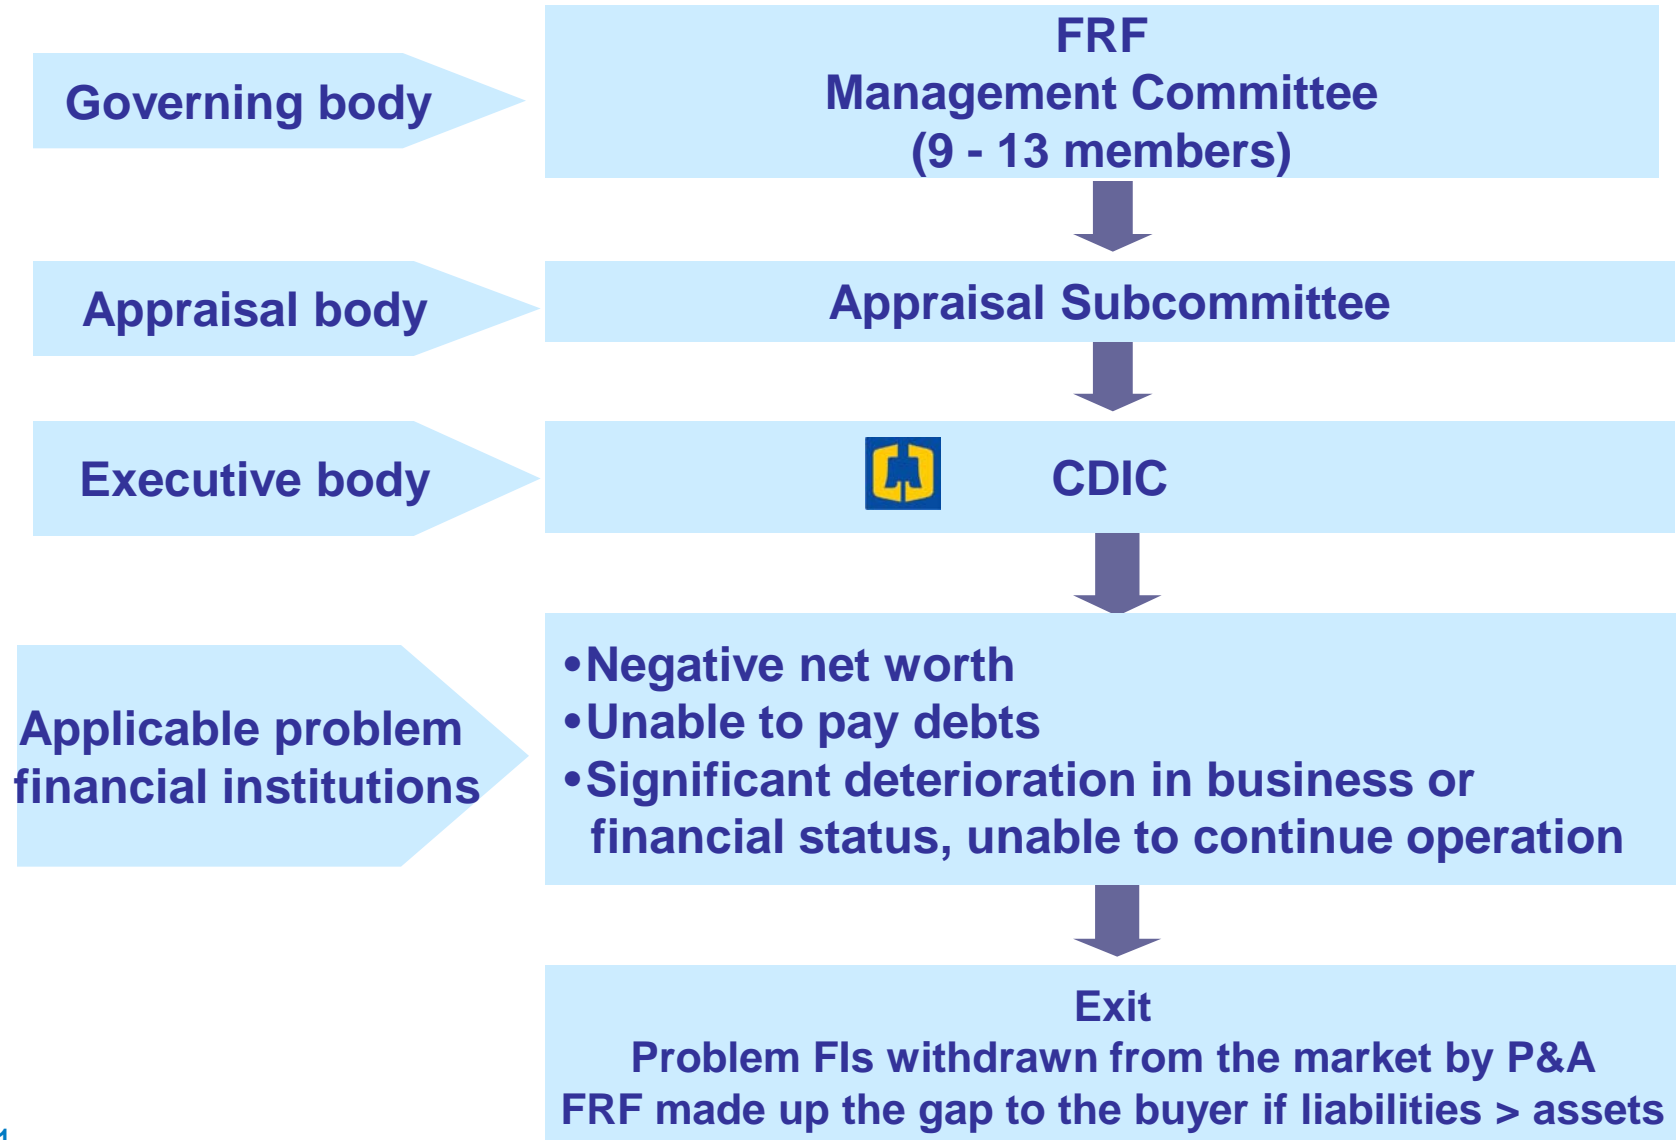 FRF
Governing body
Management Committee
(9 - 13 members)
Appraisal body
Appraisal Subcommittee
Executive body
CDIC
Applicable problem
financial institutions
•Negative net worth
•Unable to pay debts
•Significant deterioration in business or
financial status, unable to continue operation
Exit
Problem FIs withdrawn from the market by P&A
FRF made up the gap to the buyer if liabilities > assets